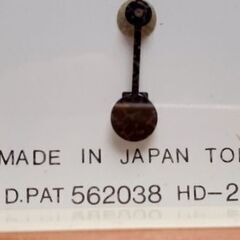 MADE IN JAPAN TO
D.PAT 562038 HD-2